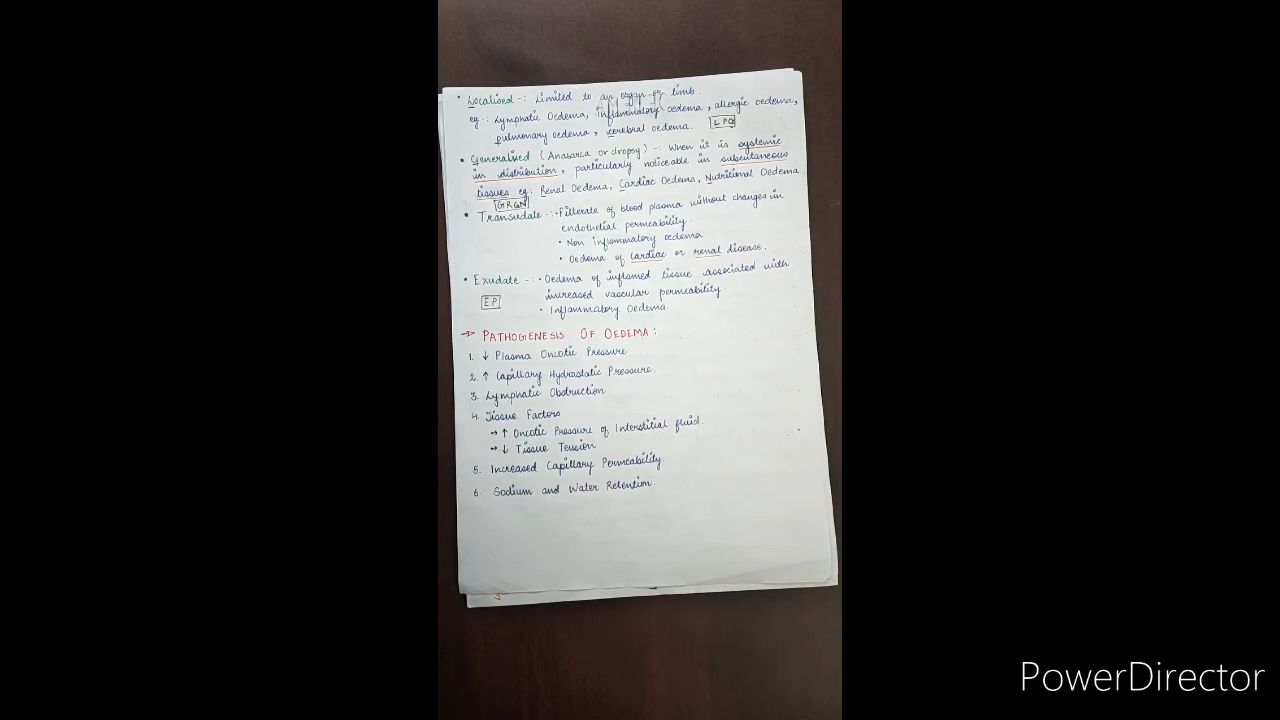 • Localised -: Limited to an organ or limb.
eg -: Lymphatic Oedema, inflammatory oedema, allergic oedema,
pulmonary oedema, cerebral oedema.
• Generalised (Anasarca or dropsy) -: When it is systemic
in distribution, particularly noticeable in subcutaneous
tissues eg: Renal Oedema, Cardiac Oedema, Nutritional Oedema.
• Transudate -: • Filterate of blood plasma without changes in
endothelial permeability.
• Non inflammatory oedema
• Oedema of cardiac or renal disease.
• Exudate -: • Oedema of inflamed tissue associated with
EP increased vascular permeability.
• Inflammatory Oedema
→ PATHOGENESIS OF OEDEMA:
1. ↓ Plasma Oncotic Pressure
2. ↑ Capillary Hydrostatic Pressure.
3. Lymphatic Obstruction
4. Tissue Factors
→ ↑ Oncotic Pressure of Interstitial fluid.
→ ↓ Tissue Tension
5. Increased Capillary Permeability.
6. Sodium and Water Retention.
PowerDirector